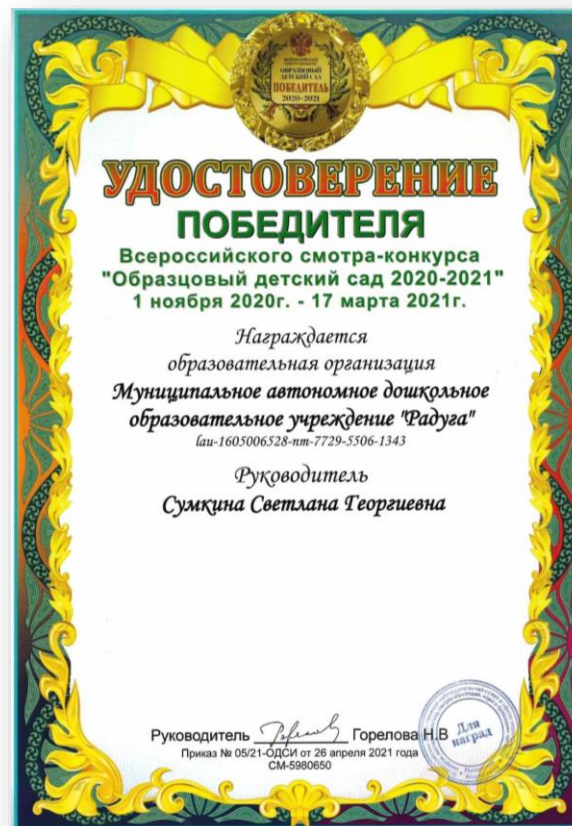 ОБРАЗЦОВЫЙ
ДЕТСКИЙ САД
ПОБЕДИТЕЛЬ
2020-2021
УДОСТОВЕРЕНИЕ
ПОБЕДИТЕЛЯ
Всероссийского смотра-конкурса
"Образцовый детский сад 2020-2021"
1 ноября 2020г. - 17 марта 2021г.
Награждается
образовательная организация
Муниципальное автономное дошкольное
образовательное учреждение "Радуга"
lau-1605006528-nm-7729-5506-1343
Руководитель
Сумкина Светлана Георгиевна
Руководитель Горелова Н.В
Приказ № 05/21-ОДСИ от 26 апреля 2021 года
СМ-5980650
Для
наград